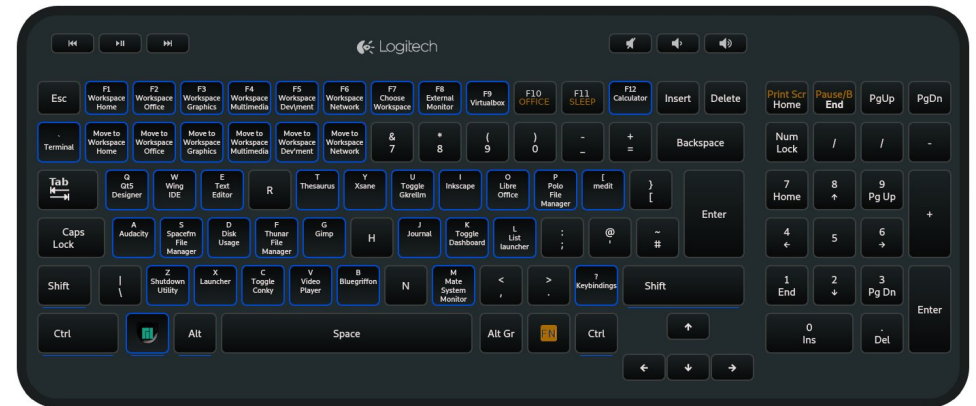 Logitech
Esc
F1 Workspace Home
F2 Workspace Office
F3 Workspace Graphics
F4 Workspace Multimedia
F5 Workspace Dev\ment
F6 Workspace Network
F7 Choose Workspace
F8 External Monitor
F9 Virtualbox
F10 OFFICE
F11 SLEEP
F12 Calculator
Insert
Delete
Print Scr Home
Pause/B End
PgUp
PgDn
` Terminal
Move to Workspace Home
Move to Workspace Office
Move to Workspace Graphics
Move to Workspace Multimedia
Move to Workspace Dev'ment
Move to Workspace Network
& 7
* 8
( 9
) 0
- _
+ =
Backspace
Num Lock
/
/
-
Tab
Q Qt5 Designer
W Wing IDE
E Text Editor
R
T Thesaurus
Y Xsane
U Toggle Gkrellm
I Inkscape
O Libre Office
P Polo File Manager
[ medit
} [
Enter
7 Home
8 ↑
9 Pg Up
+
Caps Lock
A Audacity
S Spacefm File Manager
D Disk Usage
F Thunar File Manager
G Gimp
H
J Journal
K Toggle Dashboard
L List launcher
: ;
@ '
~ #
4 ←
5
6 →
Shift
| \
Z Shutdown Utility
X Launcher
C Toggle Conky
V Video Player
B Bluegriffon
N
M Mate System Monitor
< ,
> .
? Keybindings
Shift
1 End
2 ↓
3 Pg Dn
Enter
Ctrl
Alt
Space
Alt Gr
FN
Ctrl
↑
0 Ins
. Del
← ↓ →